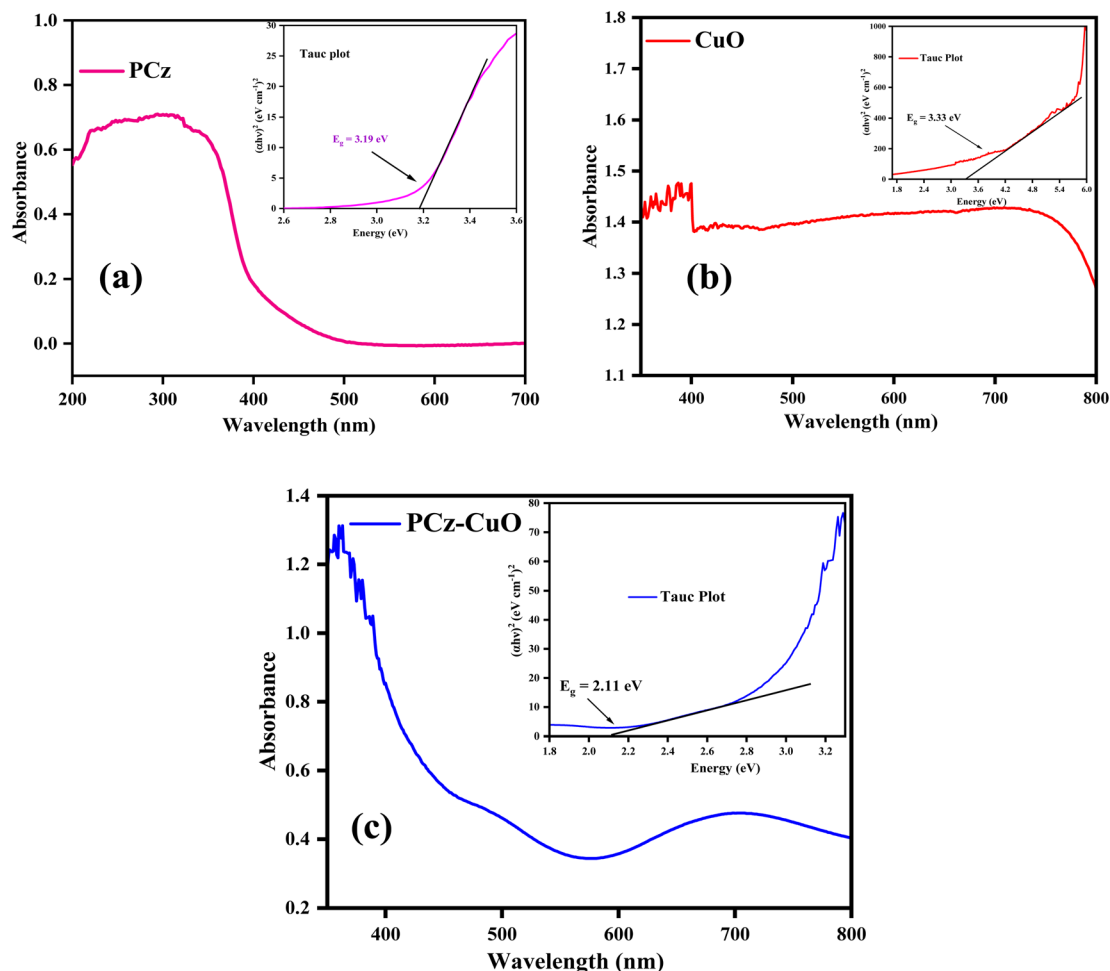 PCz
Absorbance
1.0
0.8
0.6
0.4
0.2
0.0
200 300 400 500 600 700
Wavelength (nm)
(a)
Tauc plot
E_g = 3.19 eV
(αhν)² (eV cm⁻¹)²
30
25
20
15
10
5
0
2.6 2.8 3.0 3.2 3.4 3.6
Energy (eV)
CuO
Absorbance
1.8
1.7
1.6
1.5
1.4
1.3
1.2
1.1
400 500 600 700 800
Wavelength (nm)
(b)
Tauc Plot
E_g = 3.33 eV
(αhν)² (eV cm⁻¹)²
1000
800
600
400
200
0
1.8 2.4 3.0 3.6 4.2 4.8 5.4 6.0
Energy (eV)
PCz-CuO
Absorbance
1.4
1.2
1.0
0.8
0.6
0.4
0.2
400 500 600 700 800
Wavelength (nm)
(c)
Tauc Plot
E_g = 2.11 eV
(αhν)² (eV cm⁻¹)²
80
70
60
50
40
30
20
10
0
1.8 2.0 2.2 2.4 2.6 2.8 3.0 3.2
Energy (eV)